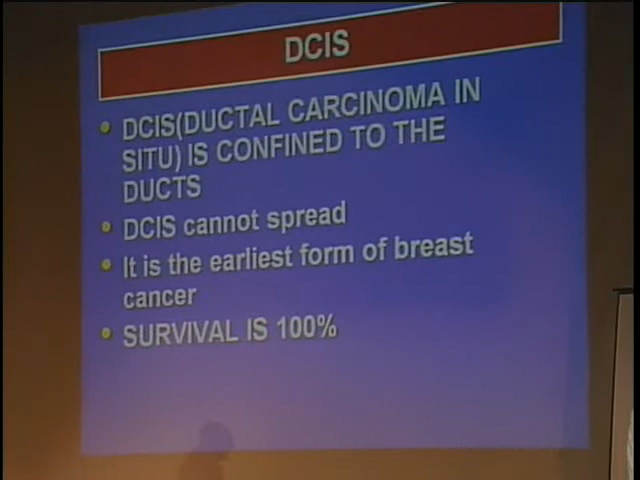 DCIS
• DCIS(DUCTAL CARCINOMA IN
SITU) IS CONFINED TO THE
DUCTS
• DCIS cannot spread
• It is the earliest form of breast
cancer
• SURVIVAL IS 100%